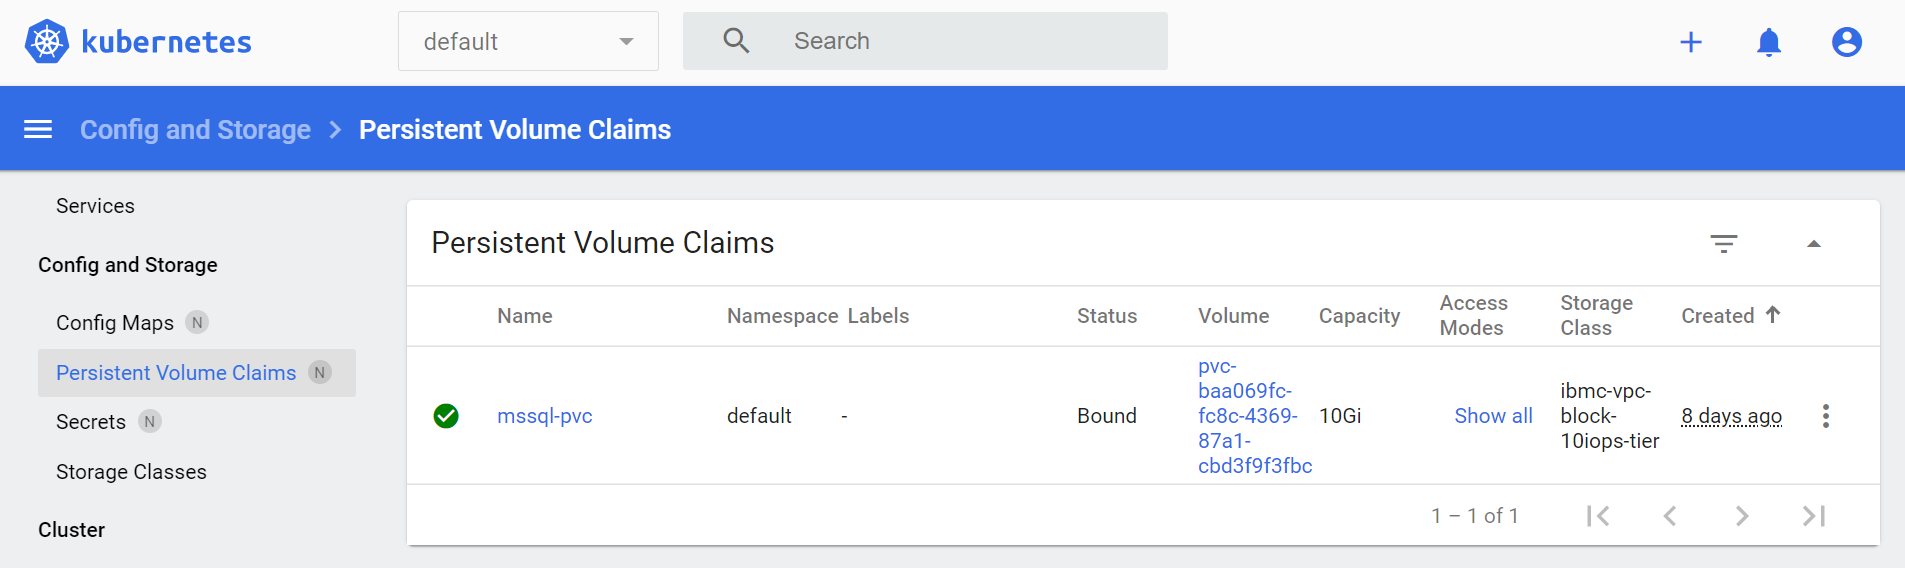 kubernetes
default
Search
Config and Storage > Persistent Volume Claims
Services
Config and Storage
Config Maps N
Persistent Volume Claims N
Secrets N
Storage Classes
Cluster
Persistent Volume Claims
Name Namespace Labels Status Volume Capacity Access Modes Storage Class Created
mssql-pvc default - Bound
pvc-
baa069fc-
fc8c-4369-
87a1-
cbd3f9f3fbc
10Gi Show all
ibmc-vpc-
block-
10iops-tier
8 days ago
1 – 1 of 1